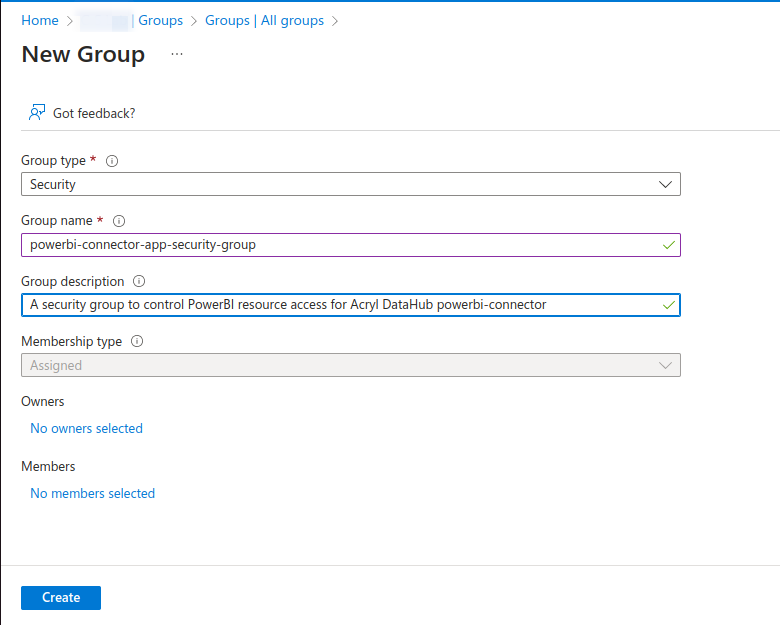 Home > | Groups > Groups | All groups >
New Group ...
Got feedback?
Group type *
Security
Group name *
powerbi-connector-app-security-group
Group description
A security group to control PowerBI resource access for Acryl DataHub powerbi-connector
Membership type
Assigned
Owners
No owners selected
Members
No members selected
Create